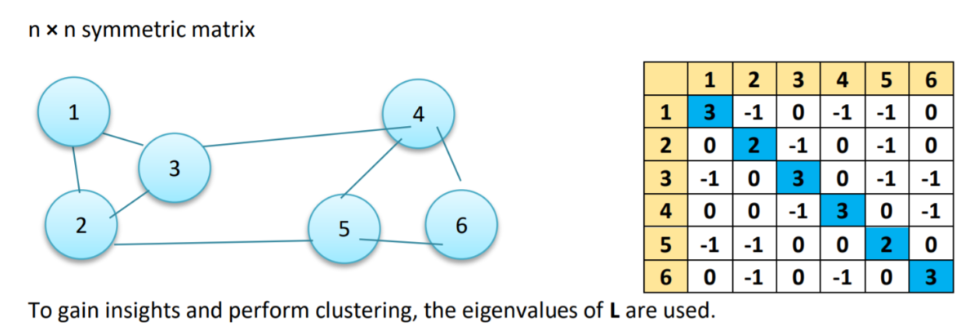 n × n symmetric matrix
1
2
3
4
5
6
1 2 3 4 5 6
1 3 -1 0 -1 -1 0
2 0 2 -1 0 -1 0
3 -1 0 3 0 -1 -1
4 0 0 -1 3 0 -1
5 -1 -1 0 0 2 0
6 0 -1 0 -1 0 3
To gain insights and perform clustering, the eigenvalues of L are used.